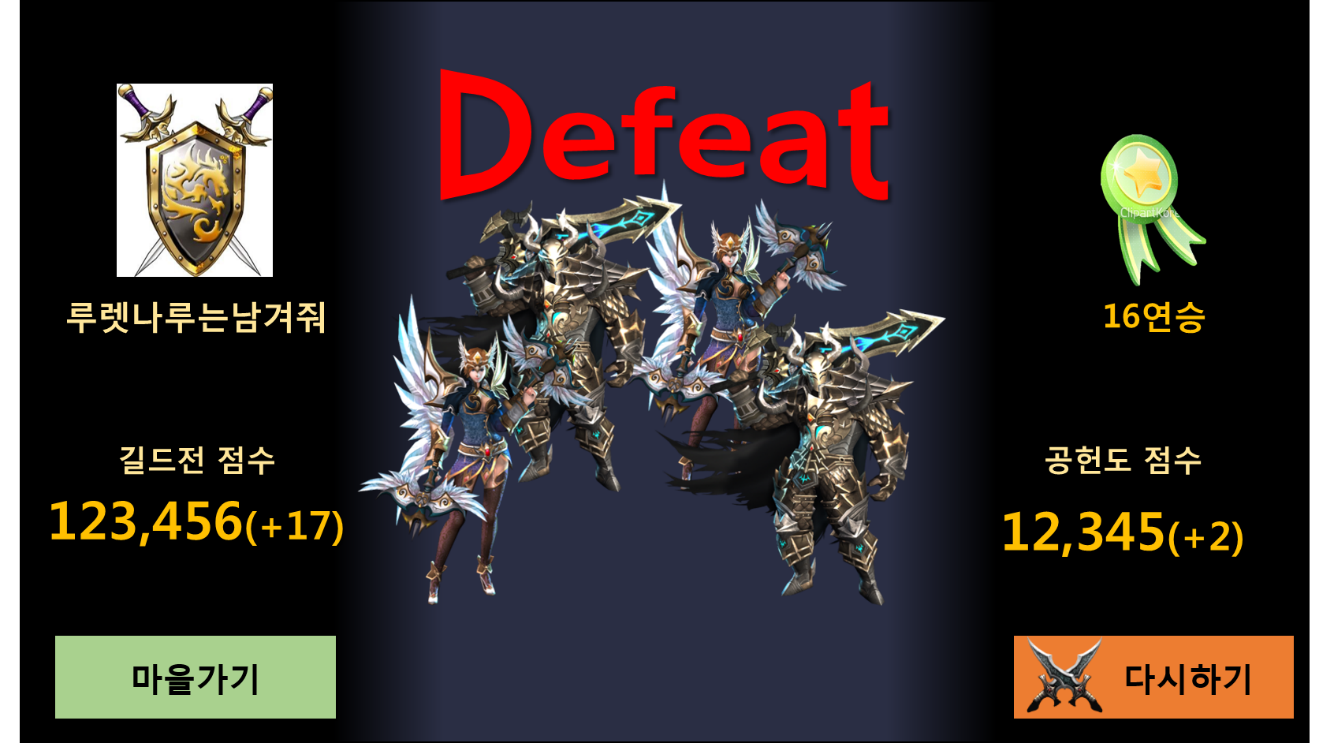 Defeat
루렛나루는남겨줘
16연승
길드전 점수
123,456(+17)
공헌도 점수
12,345(+2)
마을가기
다시하기